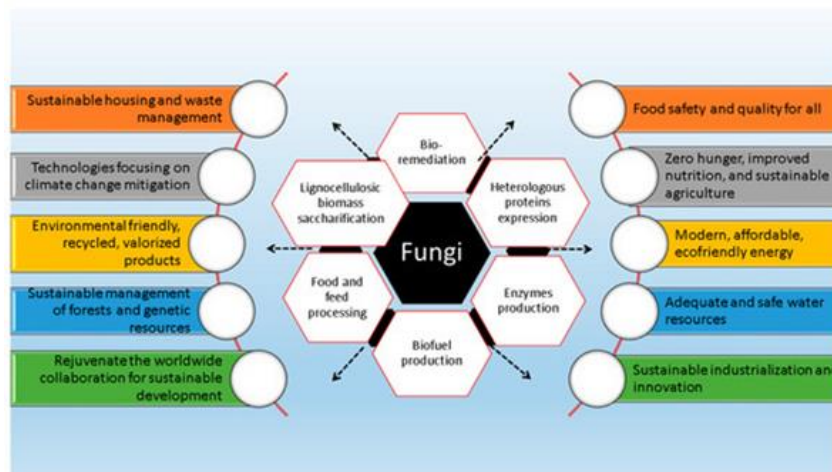 Sustainable housing and waste
management
Technologies focusing on
climate change mitigation
Environmental friendly,
recycled, valorized
products
Sustainable management
of forests and genetic
resources
Rejuvenate the worldwide
collaboration for sustainable
development
Bio-
remediation
Lignocellulosic
biomass
saccharification
Heterologous
proteins
expression
Fungi
Food and
feed
processing
Enzymes
production
Biofuel
production
Food safety and quality for all
Zero hunger, improved
nutrition, and sustainable
agriculture
Modern, affordable,
ecofriendly energy
Adequate and safe water
resources
Sustainable industrialization and
innovation